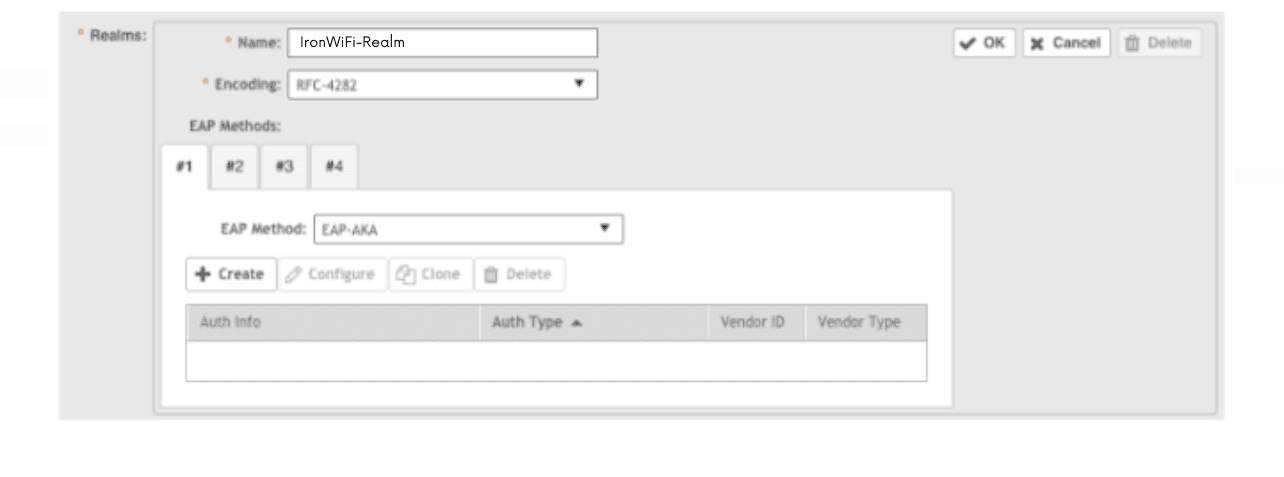 * Realms:
* Name: IronWiFi-Realm
OK Cancel Delete
* Encoding: RFC-4282
EAP Methods:
#1 #2 #3 #4
EAP Method: EAP-AKA
Create Configure Clone Delete
Auth Info Auth Type Vendor ID Vendor Type